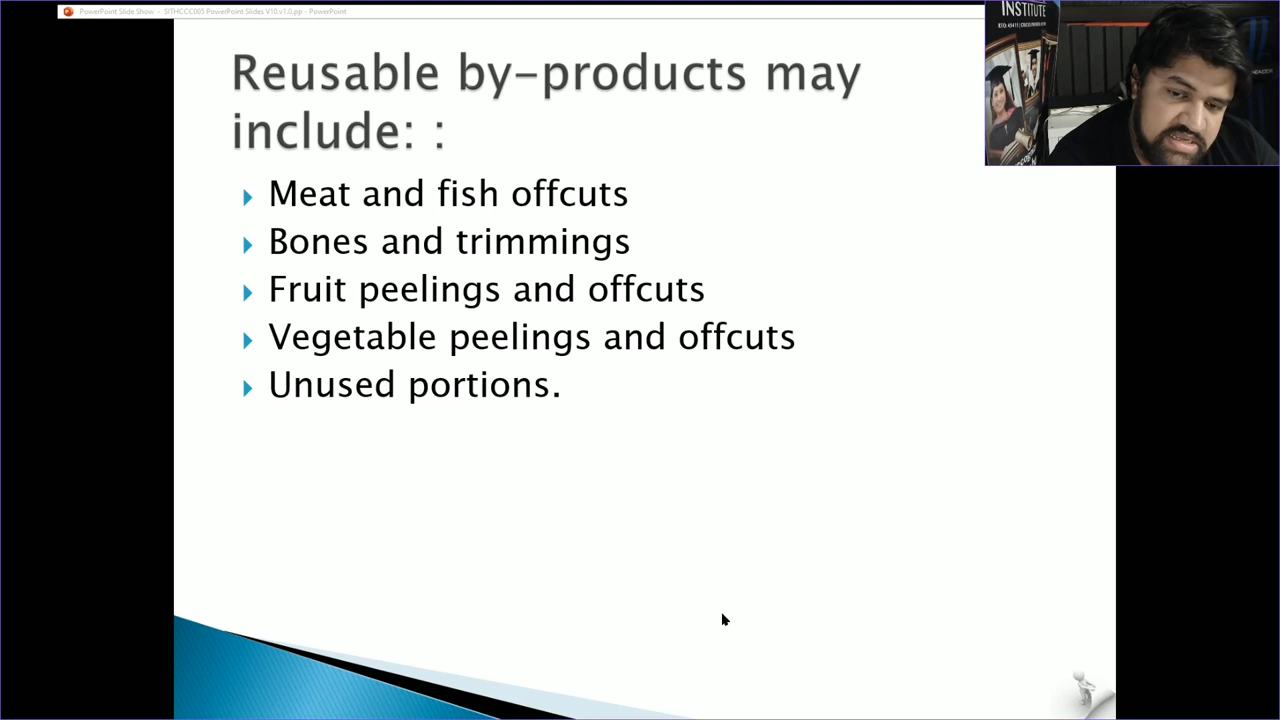 PowerPoint Slide Show - SITHCCC005 PowerPoint Slides V10.v1.0.pp - PowerPoint
INSTITUTE
Reusable by-products may
include: :
Meat and fish offcuts
Bones and trimmings
Fruit peelings and offcuts
Vegetable peelings and offcuts
Unused portions.